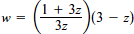 w = ((1 + 3z)/(3z))(3 − z)